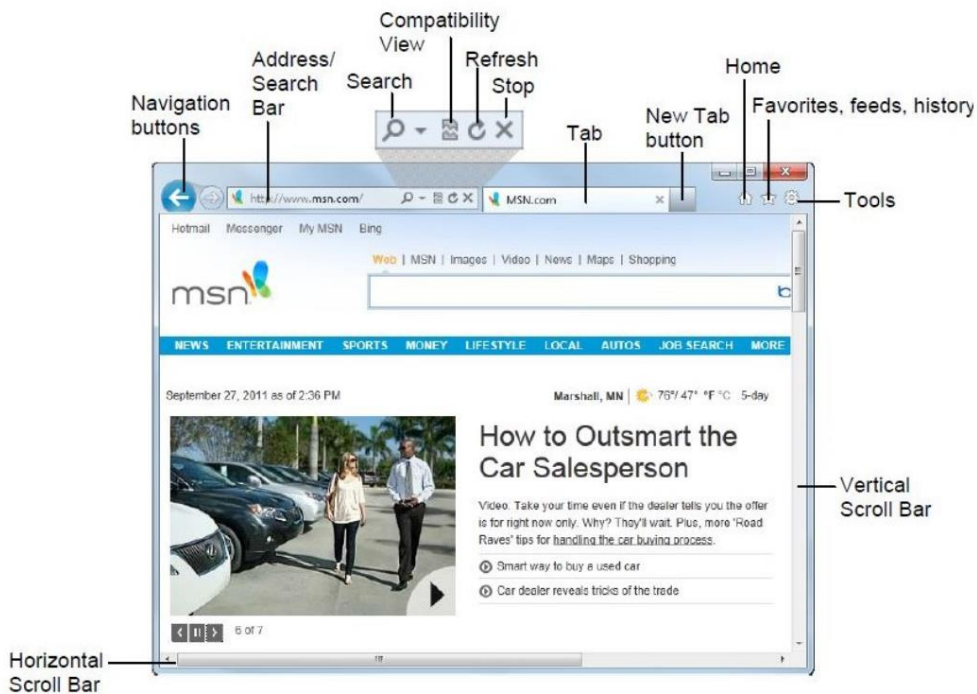 Compatibility
View
Address/
Search
Bar
Search
Refresh
Stop
Home
Navigation
buttons
Tab
New Tab
button
Favorites, feeds, history
Tools
http://www.msn.com/
MSN.com
Hotmail Messenger My MSN Bing
Web | MSN | Images | Video | News | Maps | Shopping
msn
b
NEWS ENTERTAINMENT SPORTS MONEY LIFESTYLE LOCAL AUTOS JOB SEARCH MORE
September 27, 2011 as of 2:36 PM
Marshall, MN | 76°/ 47° °F °C 5-day
How to Outsmart the
Car Salesperson
Video. Take your time even if the dealer tells you the offer
is for right now only. Why? They'll wait. Plus, more 'Road
Raves' tips for handling the car buying process.
Smart way to buy a used car
Car dealer reveals tricks of the trade
6 of 7
Vertical
Scroll Bar
Horizontal
Scroll Bar